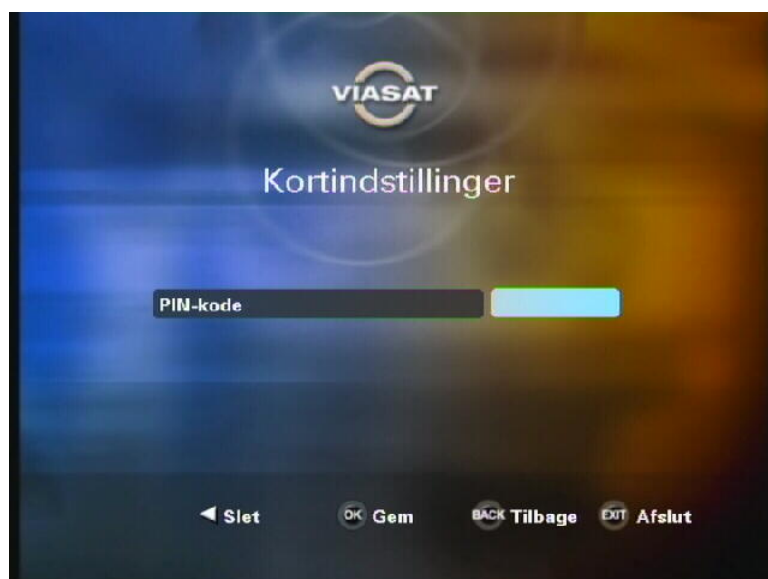 VIASAT
Kortindstillinger
PIN-kode
Slet OK Gem BACK Tilbage EXIT Afslut